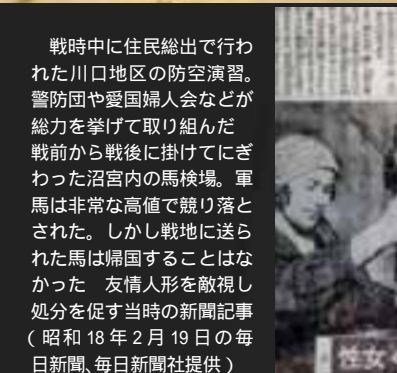 戦時中に住民総出で行わ
れた川口地区の防空演習。
警防団や愛国婦人会などが
総力を挙げて取り組んだ
戦前から戦後に掛けてにぎ
わった沼宮内の馬検場。軍
馬は非常な高値で競り落と
された。しかし戦地に送ら
れた馬は帰国することはな
かった　友情人形を敵視し
処分を促す当時の新聞記事
（昭和 18 年 2 月 19 日の毎
日新聞、毎日新聞社提供）
性女